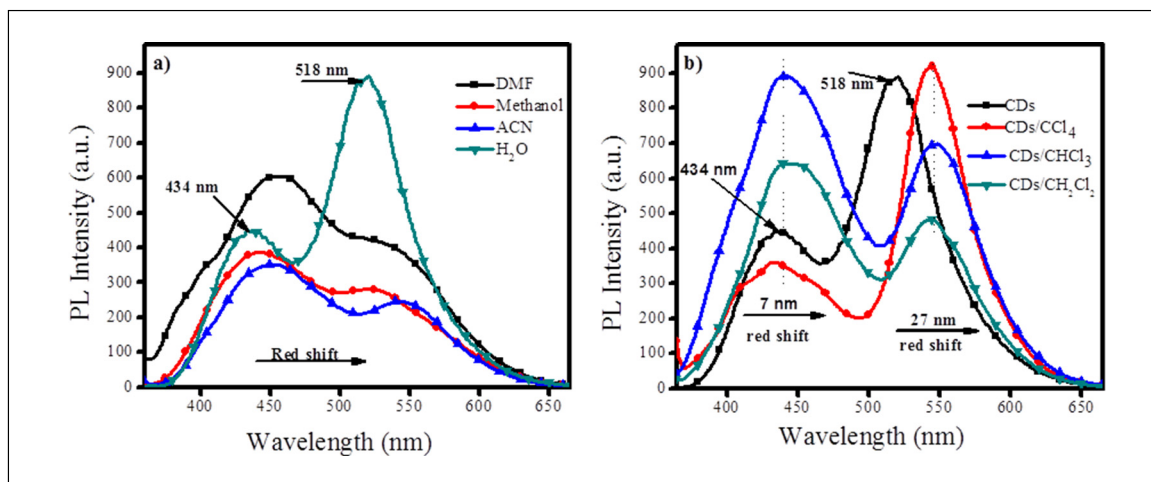 a)
518 nm
434 nm
DMF
Methanol
ACN
H₂O
Red shift
PL Intensity (a.u.)
900
800
700
600
500
400
300
200
100
0
400 450 500 550 600 650
Wavelength (nm)
b)
518 nm
434 nm
CDs
CDs/CCl₄
CDs/CHCl₃
CDs/CH₂Cl₂
7 nm
red shift
27 nm
red shift
PL Intensity (a.u.)
900
800
700
600
500
400
300
200
100
0
400 450 500 550 600 650
Wavelength (nm)